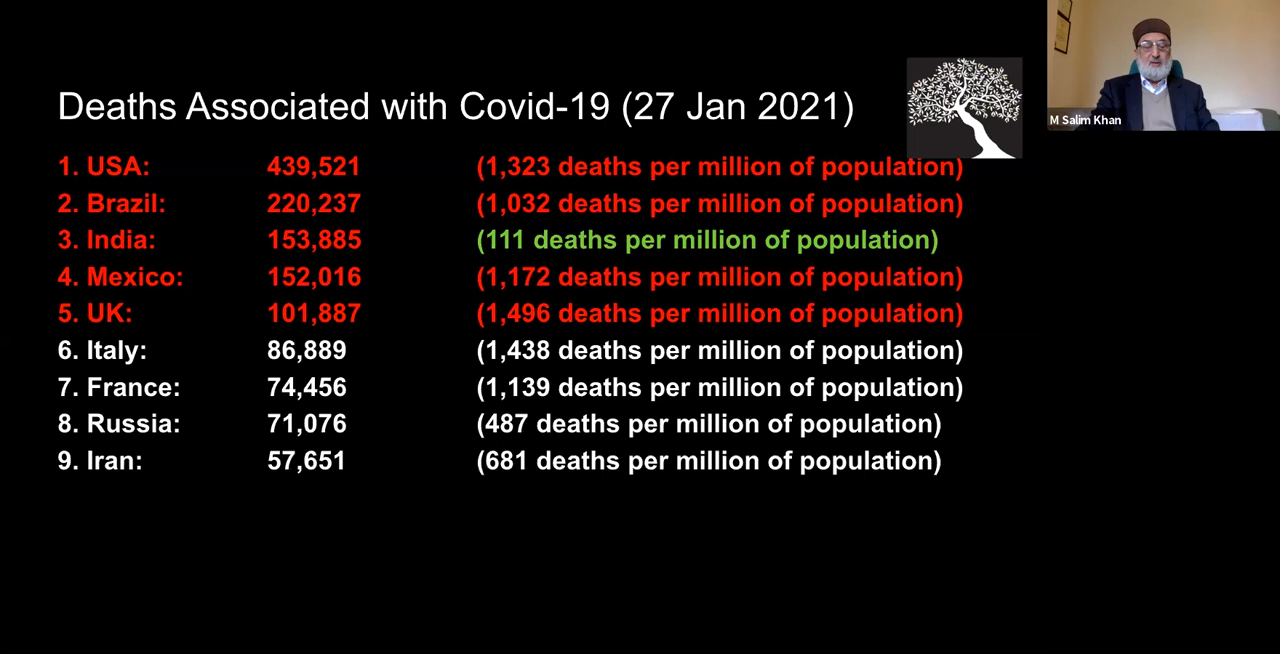 Deaths Associated with Covid-19 (27 Jan 2021)
M Salim Khan
1. USA: 439,521 (1,323 deaths per million of population)
2. Brazil: 220,237 (1,032 deaths per million of population)
3. India: 153,885 (111 deaths per million of population)
4. Mexico: 152,016 (1,172 deaths per million of population)
5. UK: 101,887 (1,496 deaths per million of population)
6. Italy: 86,889 (1,438 deaths per million of population)
7. France: 74,456 (1,139 deaths per million of population)
8. Russia: 71,076 (487 deaths per million of population)
9. Iran: 57,651 (681 deaths per million of population)